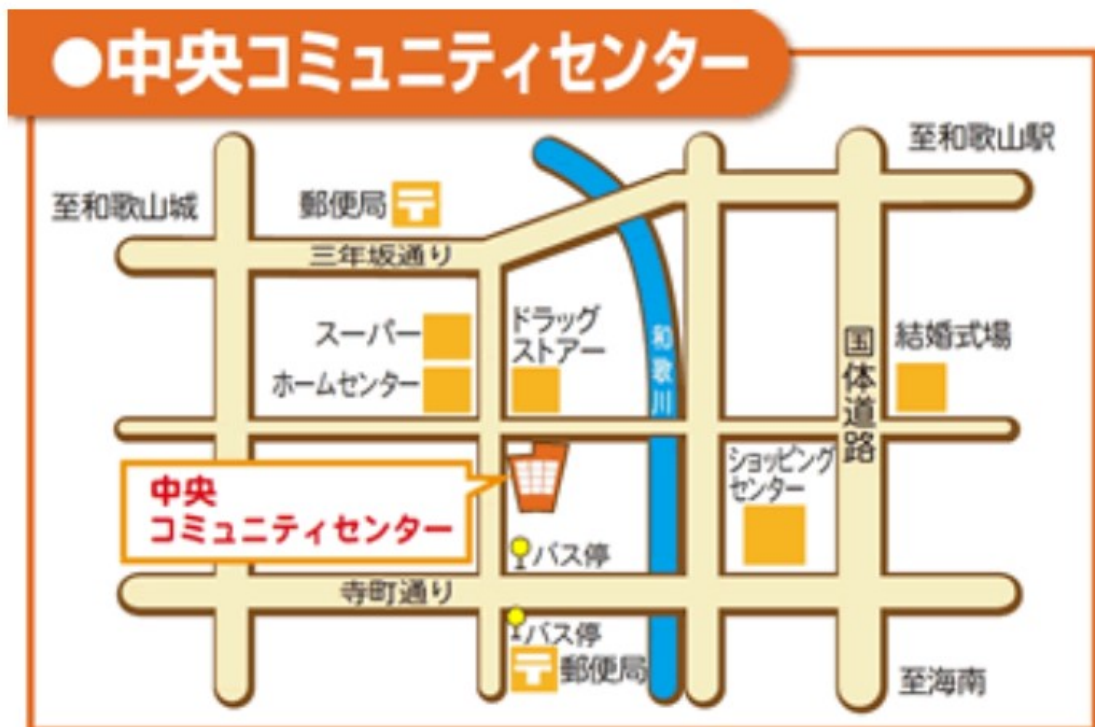 ●中央コミュニティセンター
至和歌山駅
至和歌山城
郵便局
三年坂通り
スーパー
ドラッグ
ストアー
ホームセンター
和歌川
国体道路
結婚式場
中央
コミュニティセンター
ショッピング
センター
バス停
寺町通り
バス停
郵便局
至海南